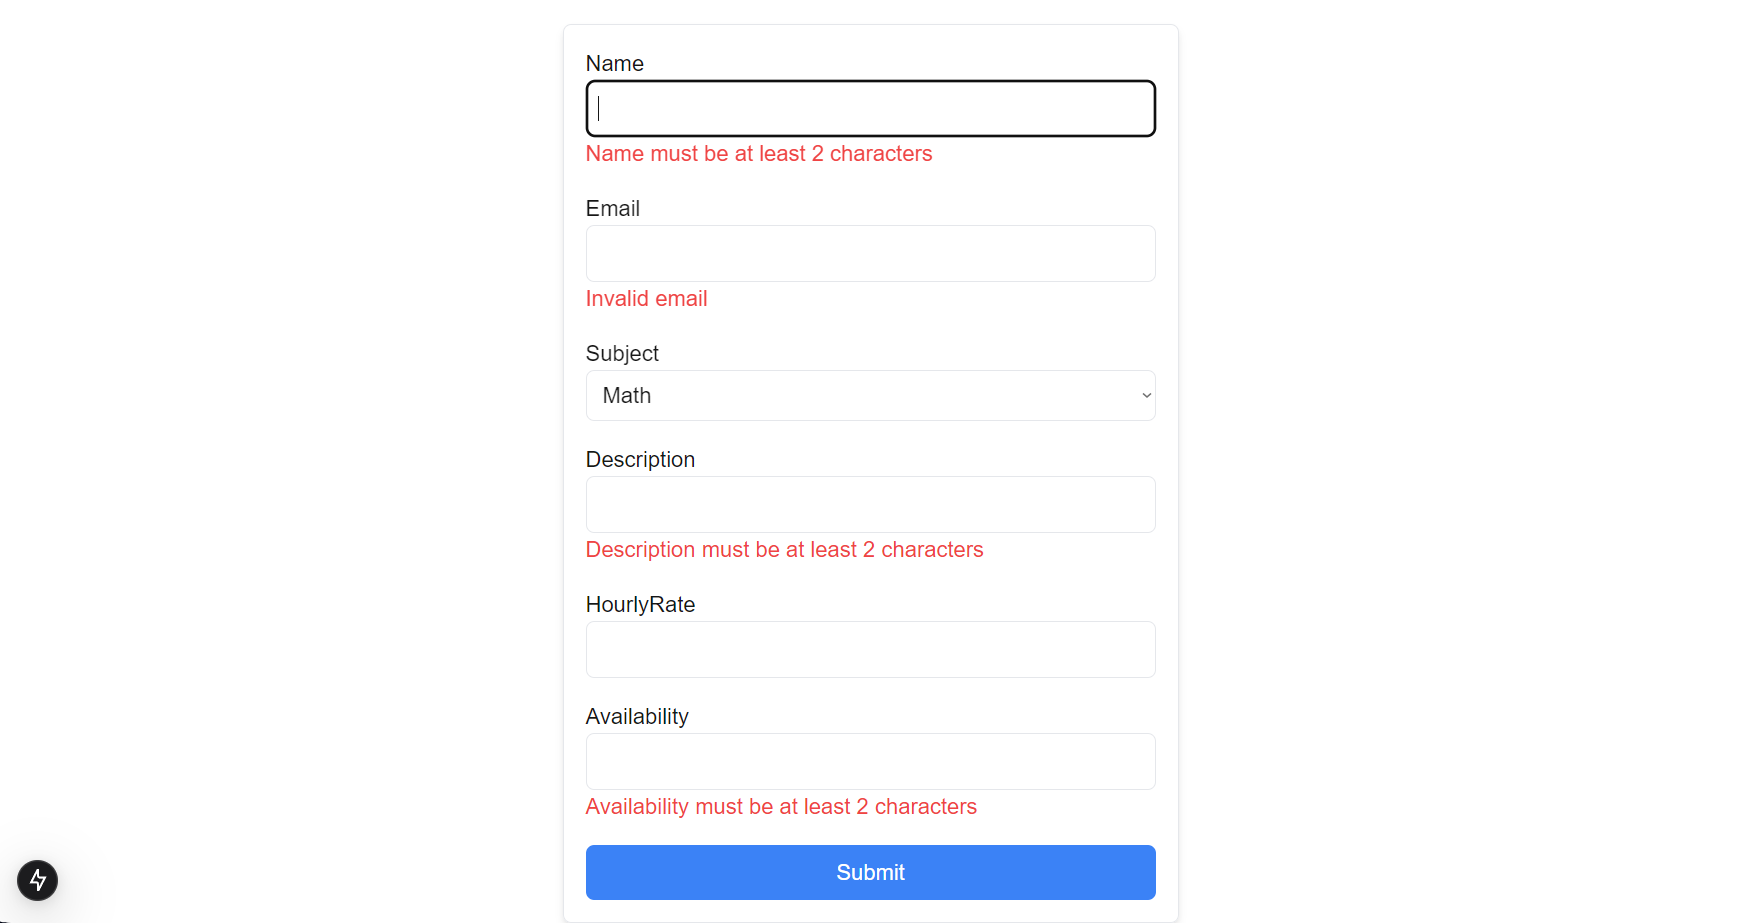 Name
Name must be at least 2 characters
Email
Invalid email
Subject
Math
Description
Description must be at least 2 characters
HourlyRate
Availability
Availability must be at least 2 characters
Submit